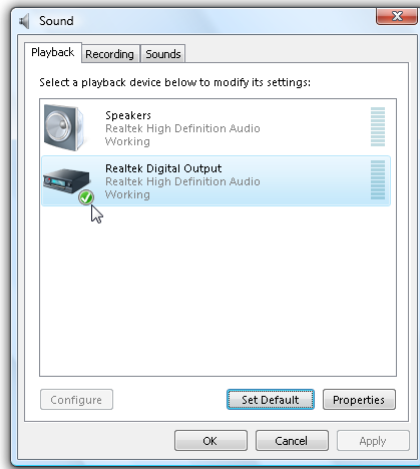 Sound
Playback Recording Sounds
Select a playback device below to modify its settings:
Speakers
Realtek High Definition Audio
Working
Realtek Digital Output
Realtek High Definition Audio
Working
Configure Set Default Properties
OK Cancel Apply